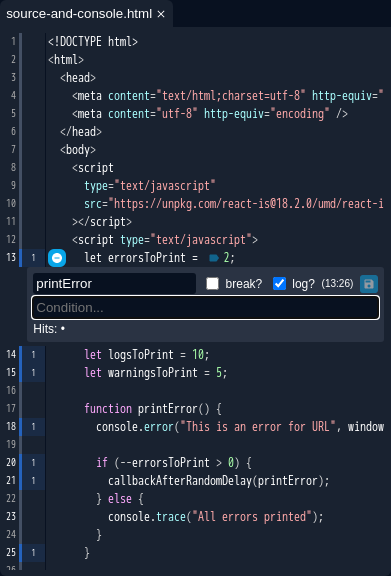 source-and-console.html ×
1 <!DOCTYPE html>
2 <html>
3 <head>
4 <meta content="text/html;charset=utf-8" http-equiv="
5 <meta content="utf-8" http-equiv="encoding" />
6 </head>
7 <body>
8 <script
9 type="text/javascript"
10 src="https://unpkg.com/react-is@18.2.0/umd/react-i
11 ></script>
12 <script type="text/javascript">
13 1 let errorsToPrint = 2;
printError break? log? (13:26)
Condition...
Hits: •
14 1 let logsToPrint = 10;
15 1 let warningsToPrint = 5;
16
17 function printError() {
18 1 console.error("This is an error for URL", window
19
20 1 if (--errorsToPrint > 0) {
21 1 callbackAfterRandomDelay(printError);
22 } else {
23 console.trace("All errors printed");
24 }
25 1 }
26